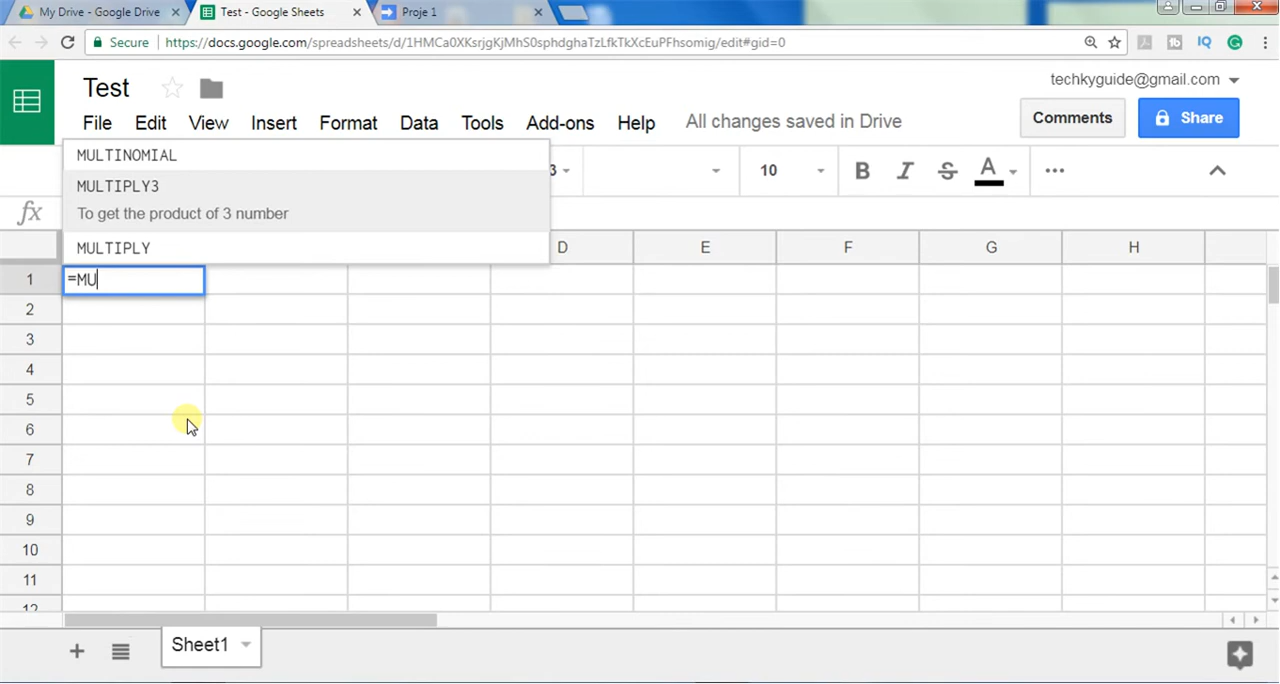 My Drive - Google Drive
Test - Google Sheets
Proje 1
Secure
https://docs.google.com/spreadsheets/d/1HMCa0XKsrjgKjMhS0sphdghaTzLfkTkXcEuPFhsomig/edit#gid=0
Test
techkyguide@gmail.com
File Edit View Insert Format Data Tools Add-ons Help All changes saved in Drive
Comments
Share
MULTINOMIAL
MULTIPLY3
To get the product of 3 number
MULTIPLY
3
10
B I S A
fx
D E F G H
1 =MU
2
3
4
5
6
7
8
9
10
11
12
Sheet1